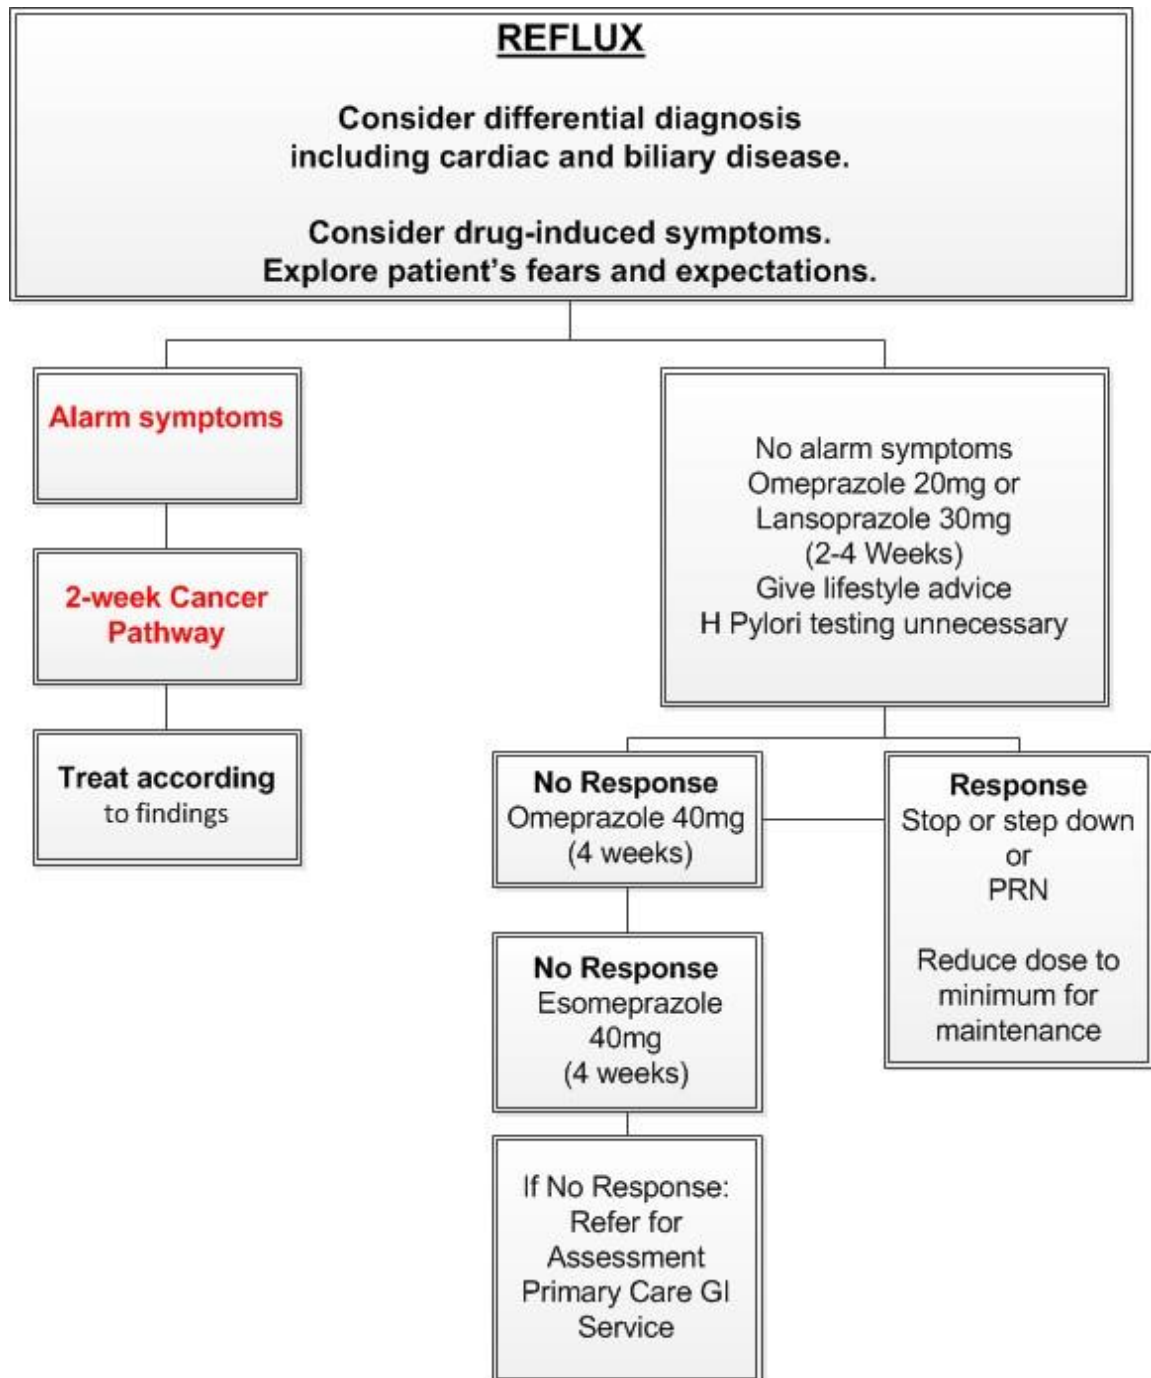 REFLUX
Consider differential diagnosis
including cardiac and biliary disease.
Consider drug-induced symptoms.
Explore patient's fears and expectations.
Alarm symptoms
2-week Cancer
Pathway
Treat according
to findings
No alarm symptoms
Omeprazole 20mg or
Lansoprazole 30mg
(2-4 Weeks)
Give lifestyle advice
H Pylori testing unnecessary
No Response
Omeprazole 40mg
(4 weeks)
Response
Stop or step down
or
PRN
Reduce dose to
minimum for
maintenance
No Response
Esomeprazole
40mg
(4 weeks)
If No Response:
Refer for
Assessment
Primary Care GI
Service